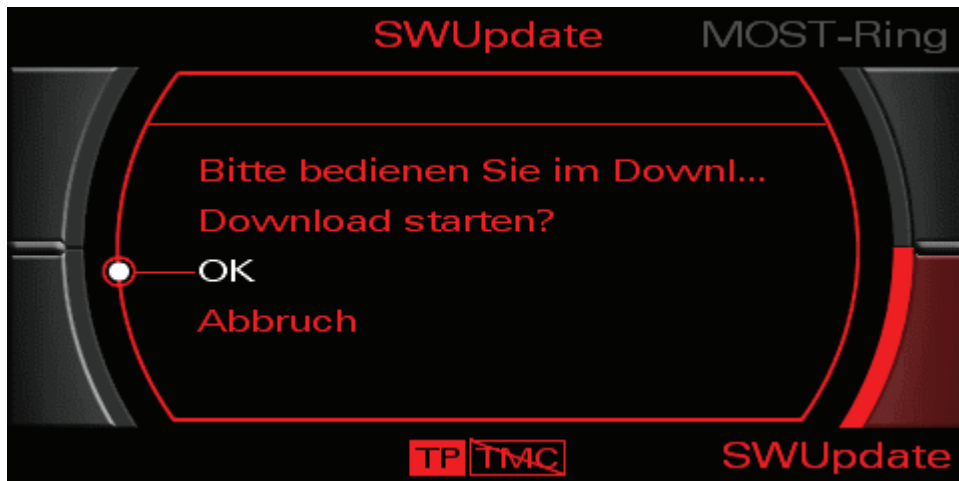 SWUpdate MOST-Ring
Bitte bedienen Sie im Downl...
Download starten?
OK
Abbruch
TP TMC SWUpdate